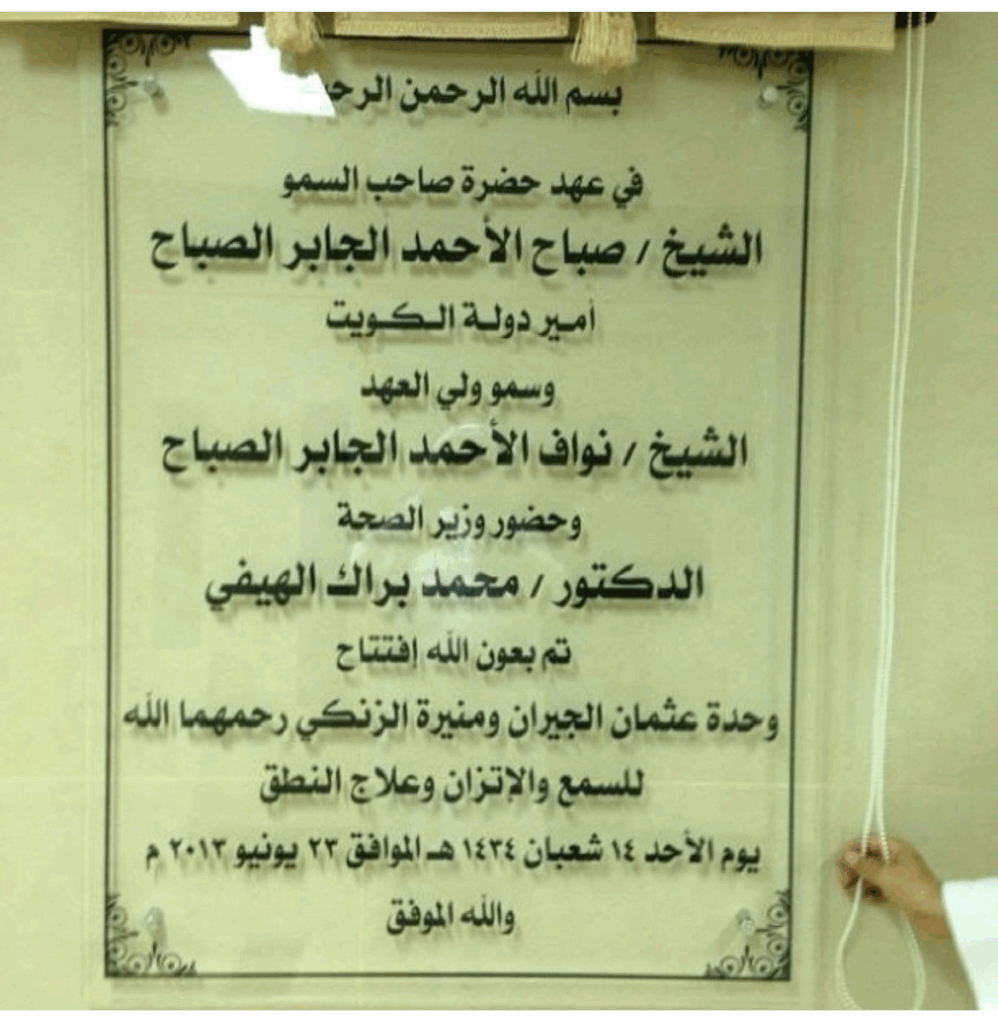 بسم الله الرحمن
في عهد حضرة صاحب السمو
الشيخ / صباح الأحمد الجابر الصباح
أمير دولة الكويت
وسمو ولي العهد
الشيخ / نواف الأحمد الجابر الصباح
وحضور وزير الصحة
الدكتور / محمد براك الهيفي
تم بعون الله إفتتاح
وحدة عثمان الجيران ومنيرة الزنكي رحمهما الله
للسمع والإتزان وعلاج النطق
يوم الأحد ١٤ شعبان ١٤٣٤ هـ الموافق ٢٣ يونيو ٢٠١٣ م
والله الموفق